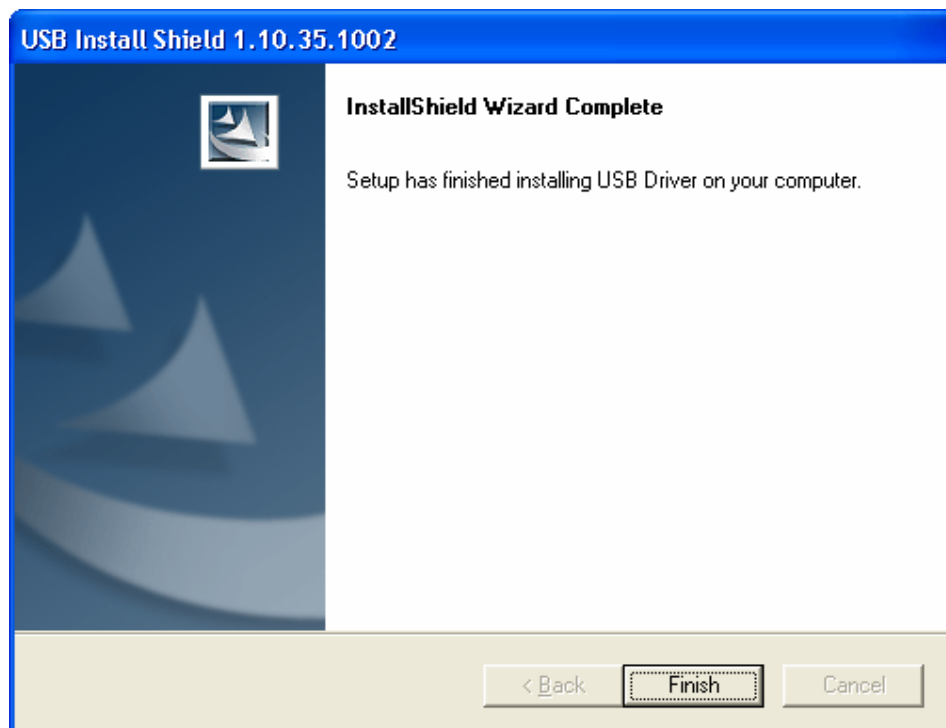 USB Install Shield 1.10.35.1002
InstallShield Wizard Complete
Setup has finished installing USB Driver on your computer.
< Back
Finish
Cancel